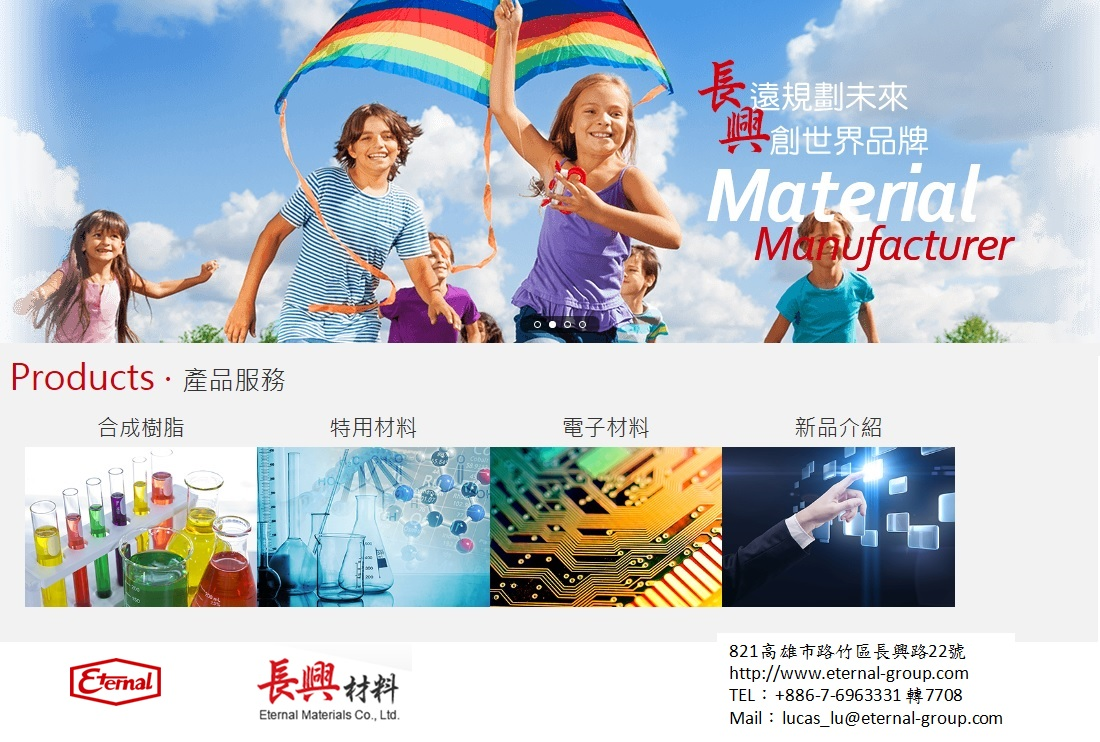 長遠規劃未來
興創世界品牌
Material
Manufacturer
Products · 產品服務
合成樹脂 特用材料 電子材料 新品介紹
Eternal
長興材料
Eternal Materials Co., Ltd.
821高雄市路竹區長興路22號
http://www.eternal-group.com
TEL：+886-7-6963331 轉7708
Mail：lucas_lu@eternal-group.com